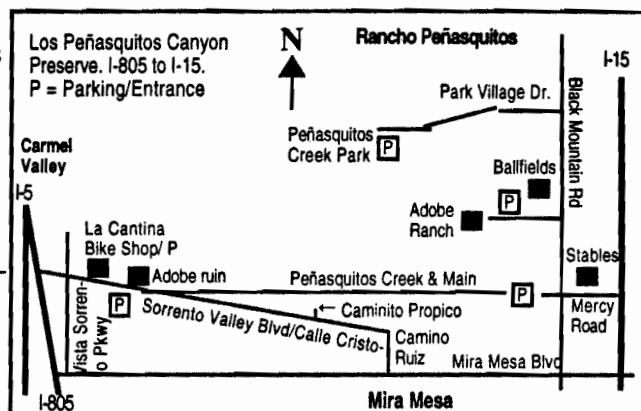 Los Peñasquitos Canyon
Preserve. I-805 to I-15.
P = Parking/Entrance
N
Rancho Peñasquitos
I-15
Park Village Dr.
Black Mountain Rd
Peñasquitos
Creek Park
P
Carmel
Valley
I-5
Ballfields
P
Adobe
Ranch
La Cantina
Bike Shop/ P
Adobe ruin
Stables
Peñasquitos Creek & Main
P
Mercy
Road
P
Caminito Propico
Sorrento Valley Blvd/Calle Cristo-
Vista Sorren-
o Pkwy
Camino
Ruiz
Mira Mesa Blvd
I-805
Mira Mesa